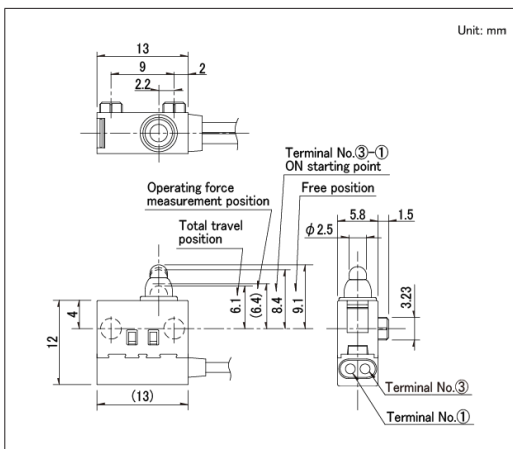 Unit: mm
13
9
2
2.2
Terminal No.③-①
ON starting point
Operating force
measurement position
Free position
Total travel
position
5.8
1.5
φ2.5
6.1
(6.4)
8.4
9.1
3.23
4
12
(13)
Terminal No.③
Terminal No.①